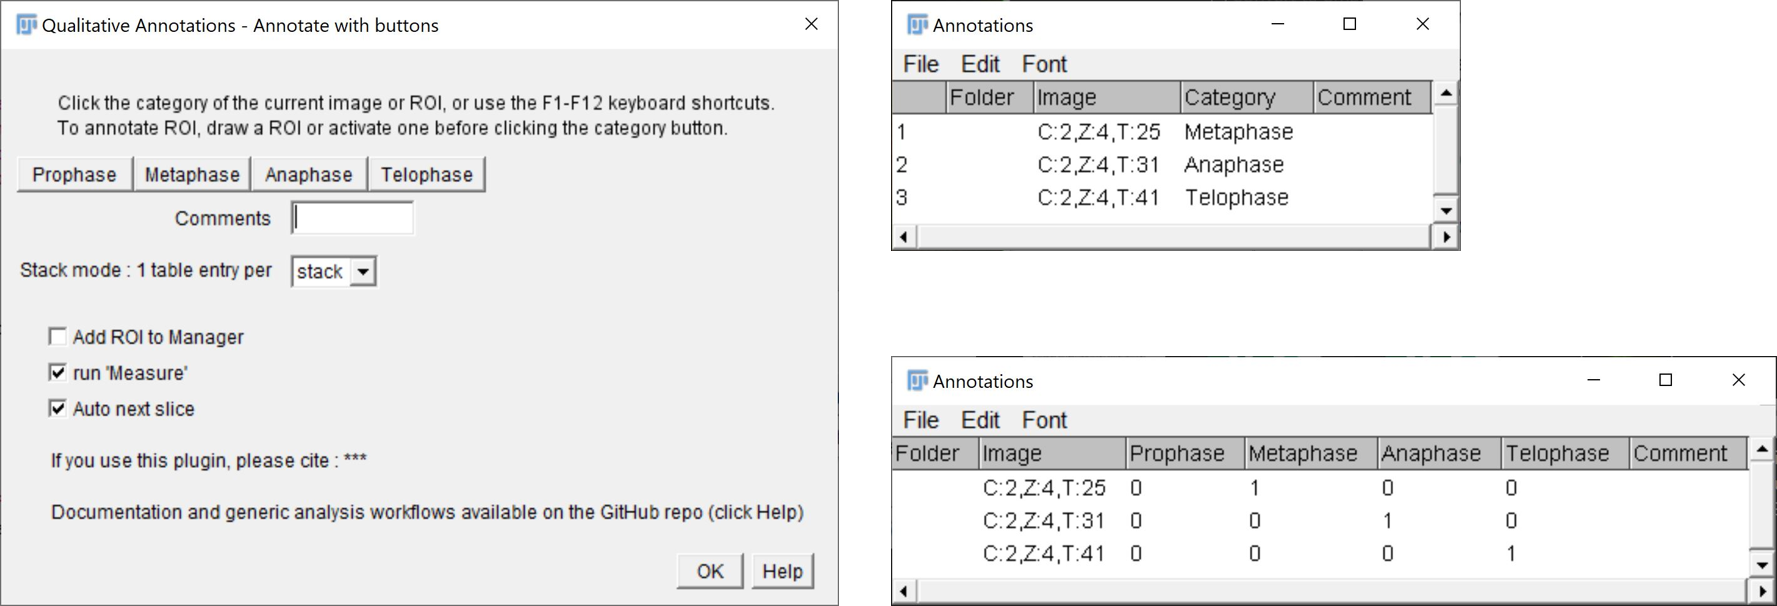 Qualitative Annotations - Annotate with buttons
Click the category of the current image or ROI, or use the F1-F12 keyboard shortcuts.
To annotate ROI, draw a ROI or activate one before clicking the category button.
Prophase Metaphase Anaphase Telophase
Comments
Stack mode : 1 table entry per stack
Add ROI to Manager
run 'Measure'
Auto next slice
If you use this plugin, please cite : ***
Documentation and generic analysis workflows available on the GitHub repo (click Help)
OK Help
Annotations
File Edit Font
Folder Image Category Comment
1 C:2,Z:4,T:25 Metaphase
2 C:2,Z:4,T:31 Anaphase
3 C:2,Z:4,T:41 Telophase
Annotations
File Edit Font
Folder Image Prophase Metaphase Anaphase Telophase Comment
C:2,Z:4,T:25 0 1 0 0
C:2,Z:4,T:31 0 0 1 0
C:2,Z:4,T:41 0 0 0 1